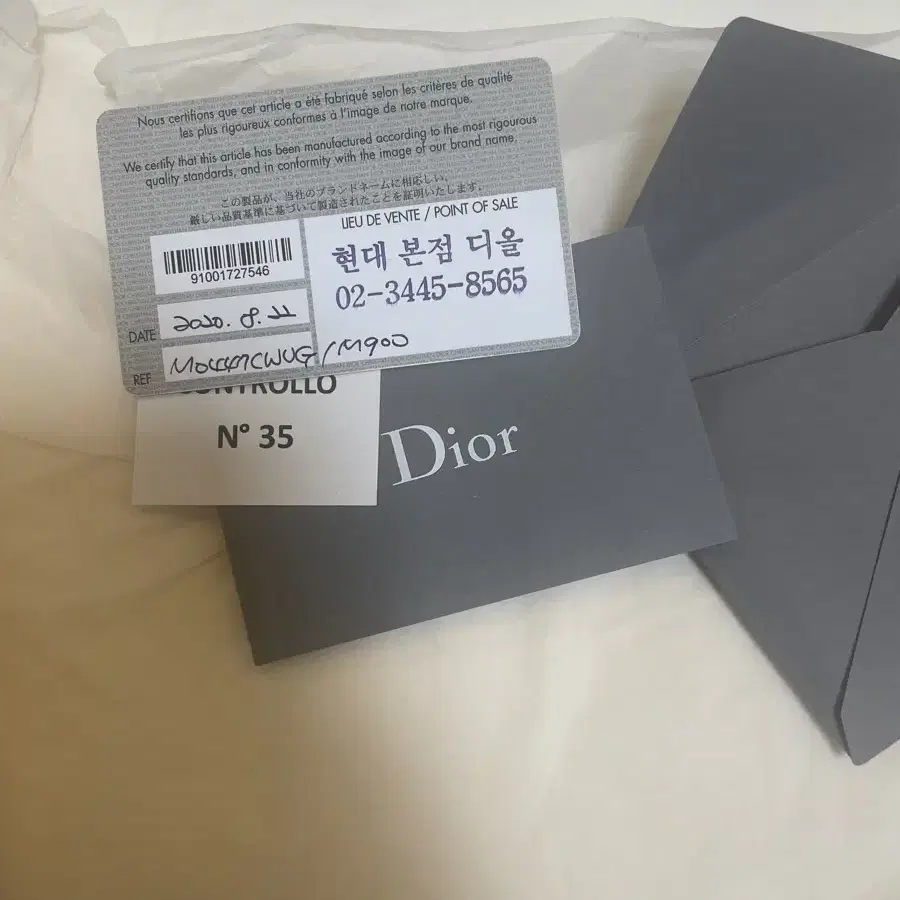 Nous certifions que cet article a été fabriqué selon les critères de qualité
les plus rigoureux conformes à l'image de notre marque.
We certify that this article has been manufactured according to the most rigourous
quality standards, and in conformity with the image of our brand name.
この製品が、当社のブランドネームに相応しい、
厳しい品質基準に基づいて製造されたことを証明いたします。
LIEU DE VENTE / POINT OF SALE
현대 본점 디올
02-3445-8565
91001727546
DATE 2020. 8. 22
REF / M900
CONTROLLO
N° 35
Dior